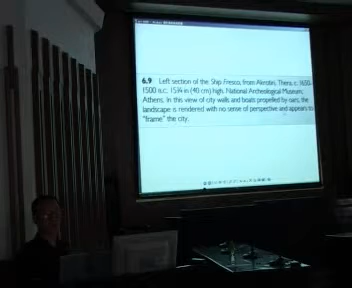 6.9 Left section of the Ship Fresco, from Akrotiri, Thera, c. 1650-
1500 B.C. 15¾ in (40 cm) high. National Archeological Museum,
Athens. In this view of city walls and boats propelled by oars, the
landscape is rendered with no sense of perspective and appears to
"frame" the city.